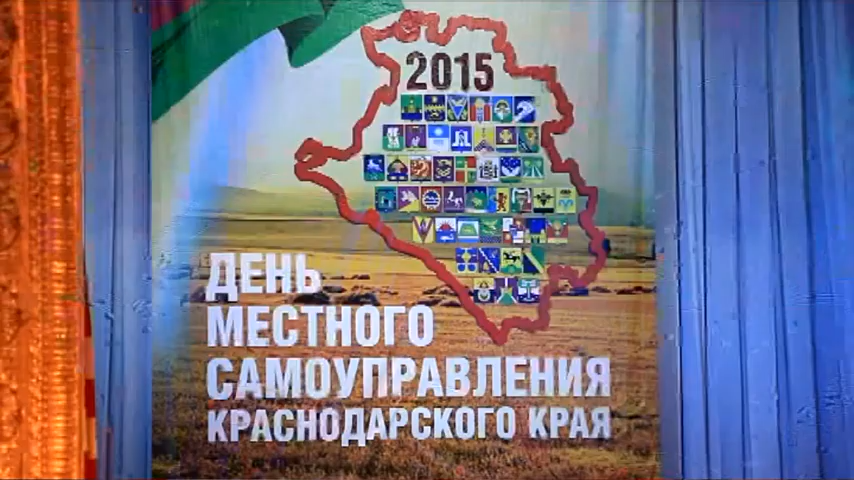 2015
ДЕНЬ
МЕСТНОГО
САМОУПРАВЛЕНИЯ
КРАСНОДАРСКОГО КРАЯ